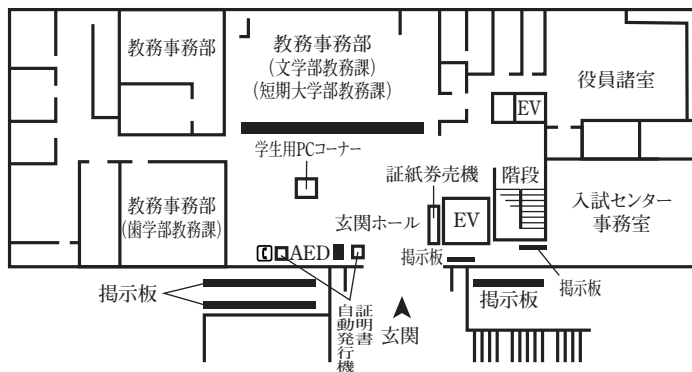 教務事務部
教務事務部
(文学部教務課)
(短期大学部教務課)
役員諸室
EV
学生用PCコーナー
証紙券売機
階段
教務事務部
(歯学部教務課)
玄関ホール
EV
入試センター
事務室
AED
掲示板
掲示板
掲示板
掲示板
証明書
自動発行機
玄関